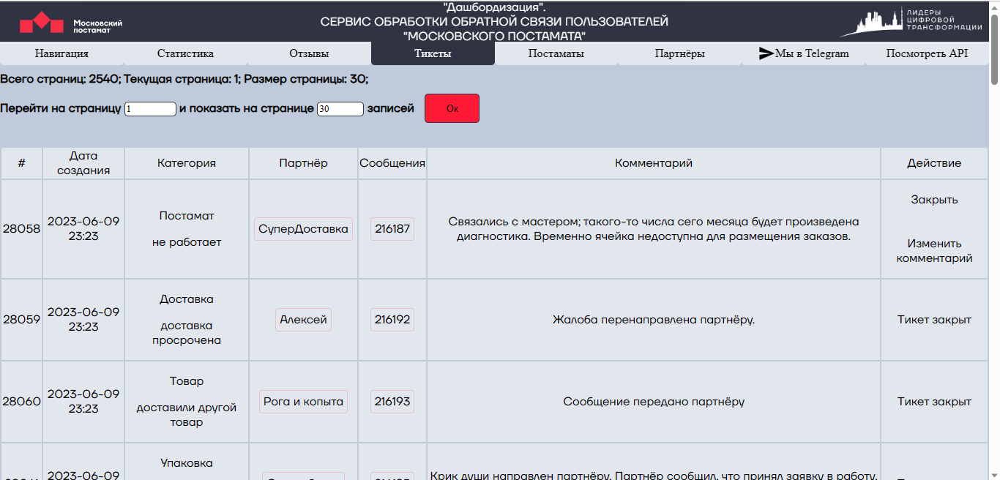 "Дашбордизация".
СЕРВИС ОБРАБОТКИ ОБРАТНОЙ СВЯЗИ ПОЛЬЗОВАТЕЛЕЙ
"МОСКОВСКОГО ПОСТАМАТА"
Московский
постамат
ЛИДЕРЫ
ЦИФРОВОЙ
ТРАНСФОРМАЦИИ
Навигация Статистика Отзывы Тикеты Постаматы Партнёры Мы в Telegram Посмотреть API
Всего страниц: 2540; Текущая страница: 1; Размер страницы: 30;
Перейти на страницу 1 и показать на странице 30 записей Ок
# Дата создания Категория Партнёр Сообщения Комментарий Действие
28058
2023-06-09
23:23
Постамат
не работает
СуперДоставка
216187
Связались с мастером; такого-то числа сего месяца будет произведена
диагностика. Временно ячейка недоступна для размещения заказов.
Закрыть
Изменить
комментарий
28059
2023-06-09
23:23
Доставка
доставка
просрочена
Алексей
216192
Жалоба перенаправлена партнёру.
Тикет закрыт
28060
2023-06-09
23:23
Товар
доставили другой
товар
Рога и копыта
216193
Сообщение передано партнёру
Тикет закрыт
2023-06-09
Упаковка
Крик души направлен партнёру. Партнёр сообщил, что принял заявку в работу.